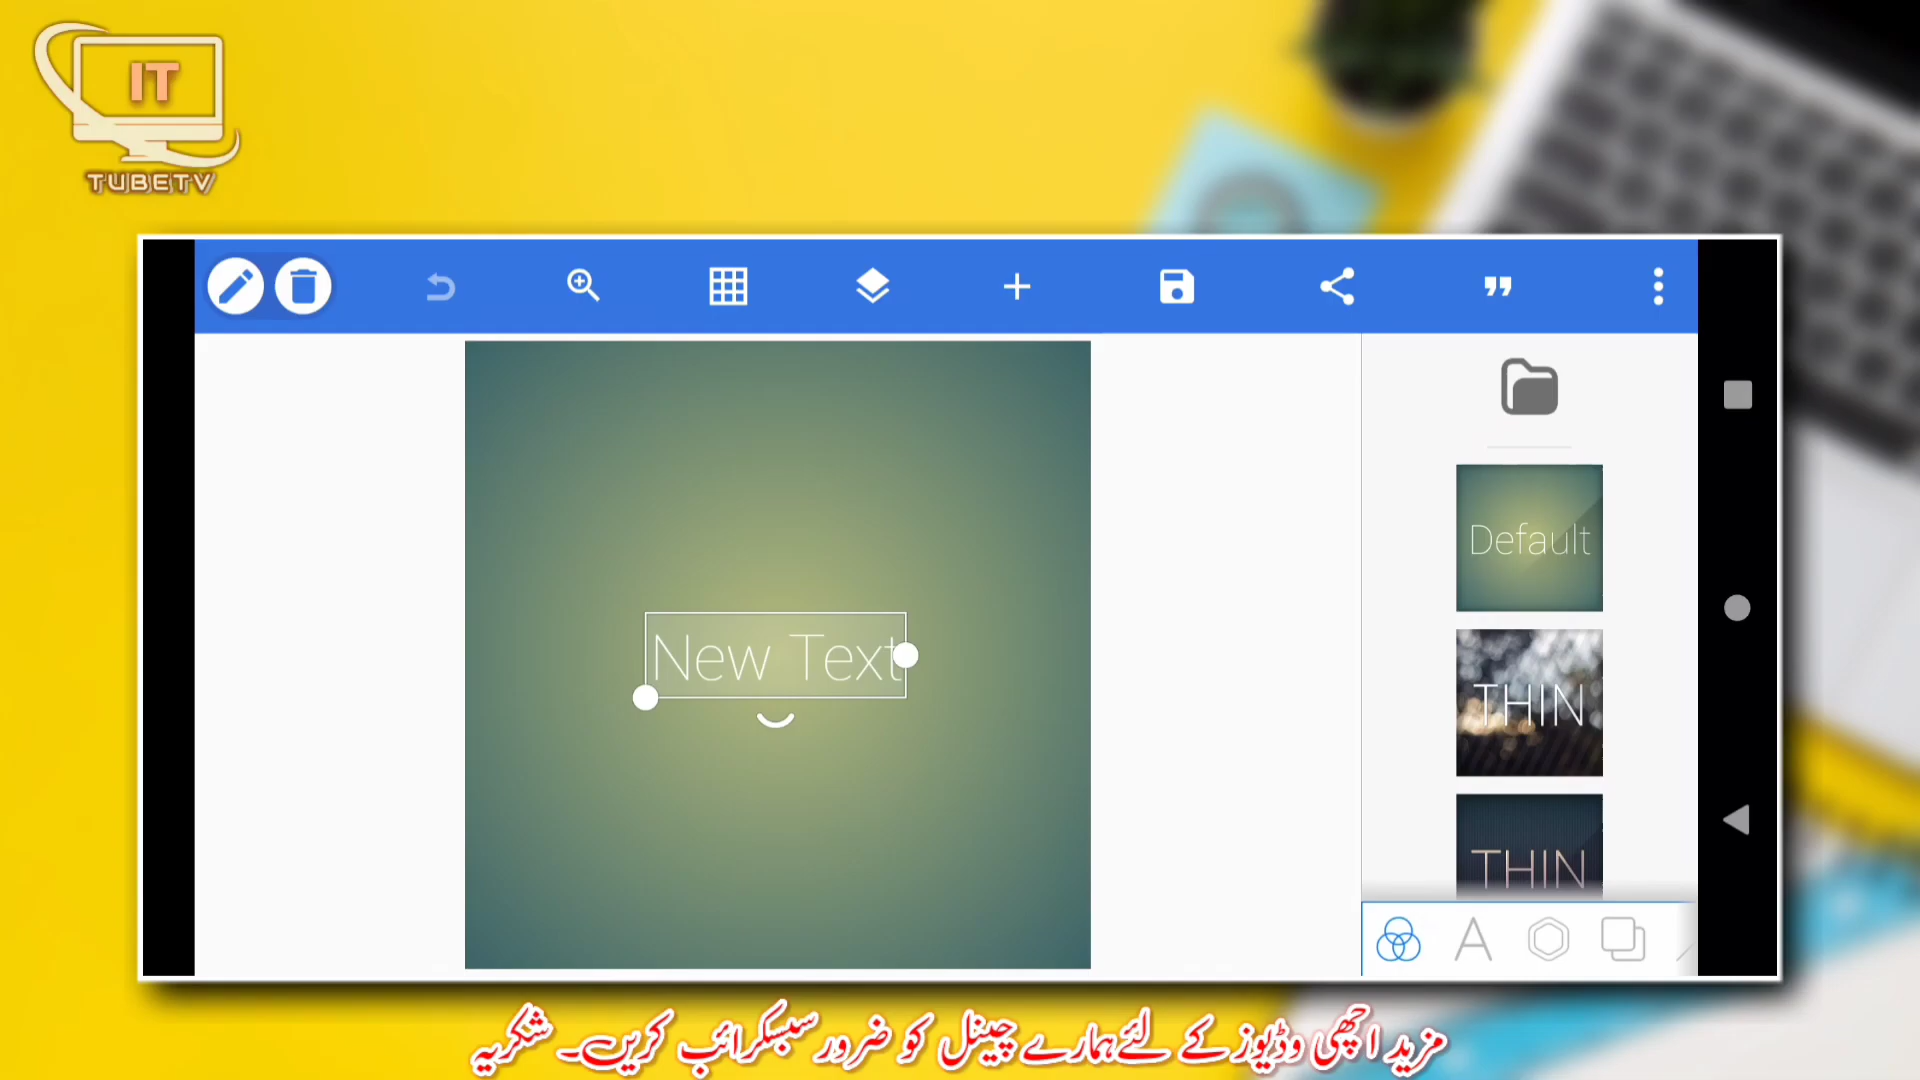 IT
TUBETV
New Text
Default
THIN
THIN
مزید اچھی وڈیوز کے لئے ہمارے چینل کو ضرور سبسکرائب کریں۔ شکریہ